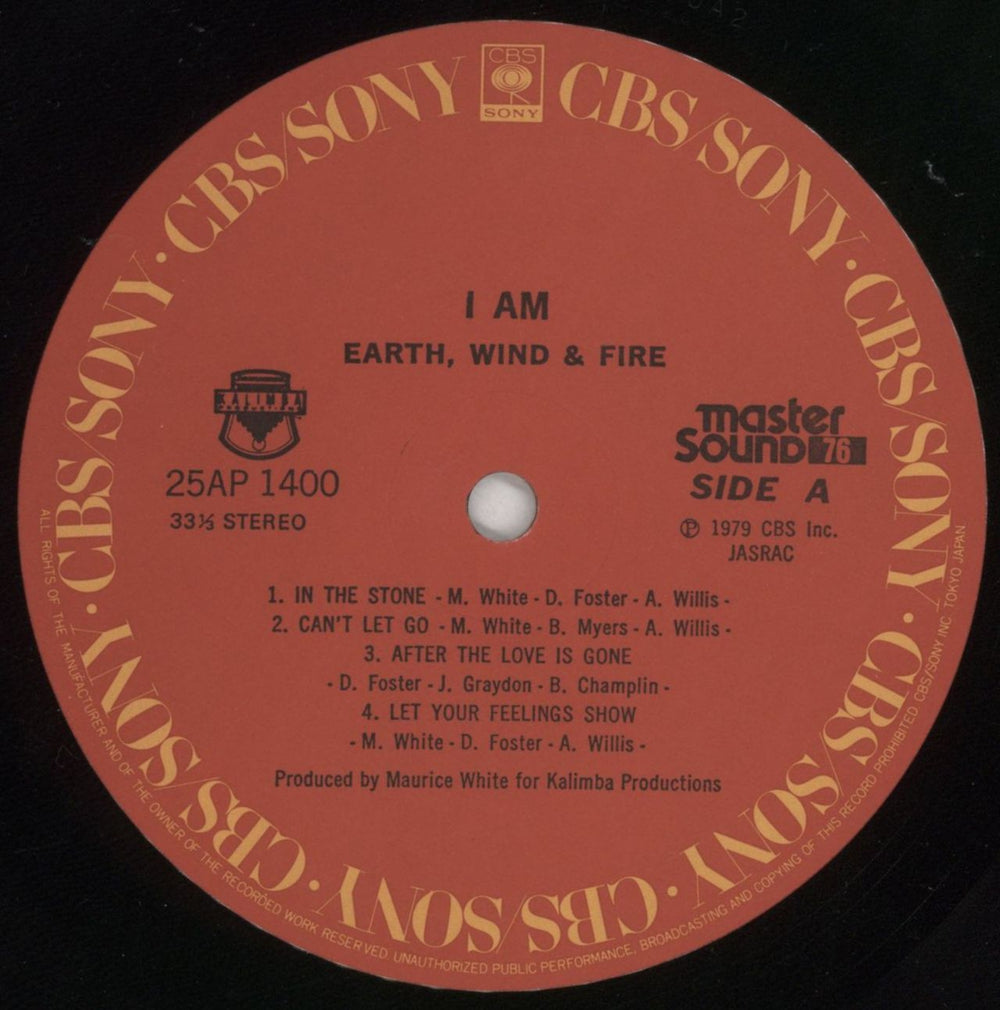 CBS
SONY
CBS/SONY · CBS/SONY · CBS/SONY · CBS/SONY · CBS/SONY · CBS/SONY · CBS/SONY · CBS/SONY
I AM
EARTH, WIND & FIRE
KALIMBA
25AP 1400
33⅓ STEREO
master
Sound 76
SIDE A
Ⓟ 1979 CBS Inc.
JASRAC
1. IN THE STONE - M. White - D. Foster - A. Willis -
2. CAN'T LET GO - M. White - B. Myers - A. Willis -
3. AFTER THE LOVE IS GONE
- D. Foster - J. Graydon - B. Champlin -
4. LET YOUR FEELINGS SHOW
- M. White - D. Foster - A. Willis -
Produced by Maurice White for Kalimba Productions
ALL RIGHTS OF THE MANUFACTURER AND OF THE OWNER OF THE RECORDED WORK RESERVED. UNAUTHORIZED PUBLIC PERFORMANCE, BROADCASTING AND COPYING OF THIS RECORD PROHIBITED CBS/SONY INC. TOKYO JAPAN